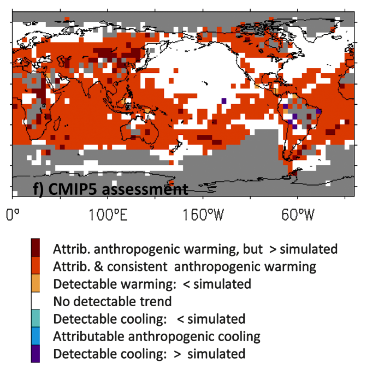 f) CMIP5 assessment
0° 100°E 160°W 60°W
Attrib. anthropogenic warming, but > simulated
Attrib. & consistent anthropogenic warming
Detectable warming: < simulated
No detectable trend
Detectable cooling: < simulated
Attributable anthropogenic cooling
Detectable cooling: > simulated